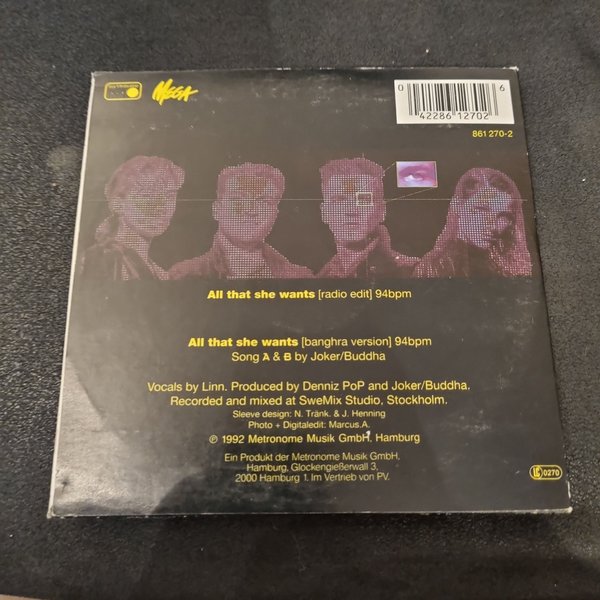 METRONOME
MEGA
0 42286 12702 6
861 270-2
All that she wants [radio edit] 94bpm
All that she wants [banghra version] 94bpm
Song A & B by Joker/Buddha
Vocals by Linn. Produced by Denniz PoP and Joker/Buddha.
Recorded and mixed at SweMix Studio, Stockholm.
Sleeve design: N. Tränk. & J. Henning
Photo + Digitaledit: Marcus.A.
℗ 1992 Metronome Musik GmbH, Hamburg
Ein Produkt der Metronome Musik GmbH,
Hamburg, Glockengießerwall 3,
2000 Hamburg 1. Im Vertrieb von PV.
LC 0270